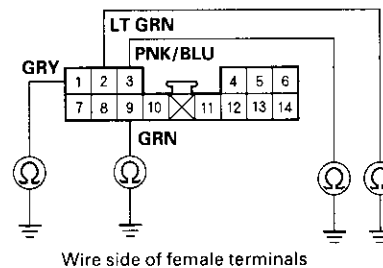 LT GRN
PNK/BLU
GRY
1 2 3 4 5 6
7 8 9 10 11 12 13 14
GRN
Ω Ω Ω Ω
Wire side of female terminals